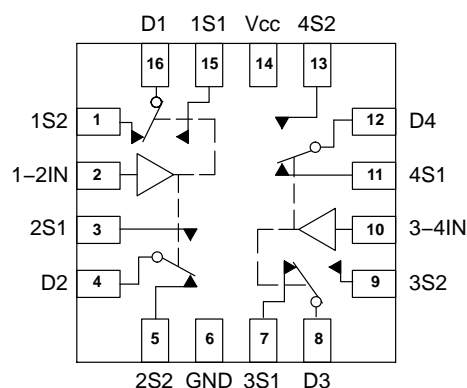 D1 1S1 Vcc 4S2
16 15 14 13
1S2 1 12 D4
1–2IN 2 11 4S1
2S1 3 10 3–4IN
D2 4 9 3S2
5 6 7 8
2S2 GND 3S1 D3